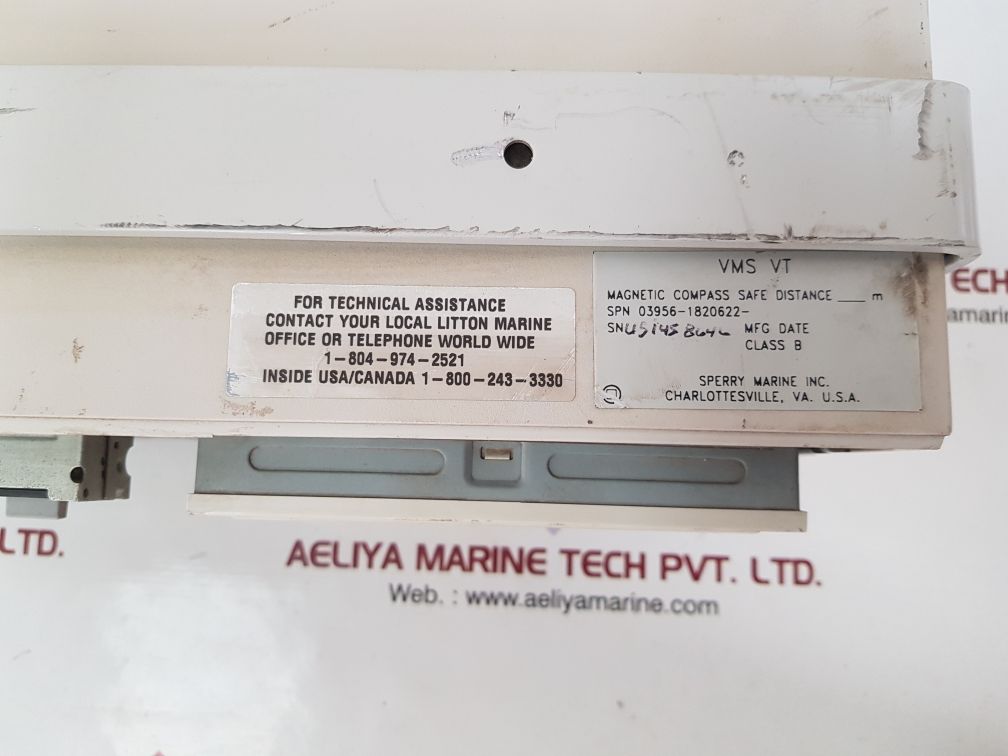 VMS VT
MAGNETIC COMPASS SAFE DISTANCE ____ m
SPN 03956-1820622-
SN MFG DATE
CLASS B
SPERRY MARINE INC.
CHARLOTTESVILLE, VA. U.S.A.
FOR TECHNICAL ASSISTANCE
CONTACT YOUR LOCAL LITTON MARINE
OFFICE OR TELEPHONE WORLD WIDE
1-804-974-2521
INSIDE USA/CANADA 1-800-243-3330
ECH
amarin
LTD.
AELIYA MARINE TECH PVT. LTD.
Web. : www.aeliyamarine.com